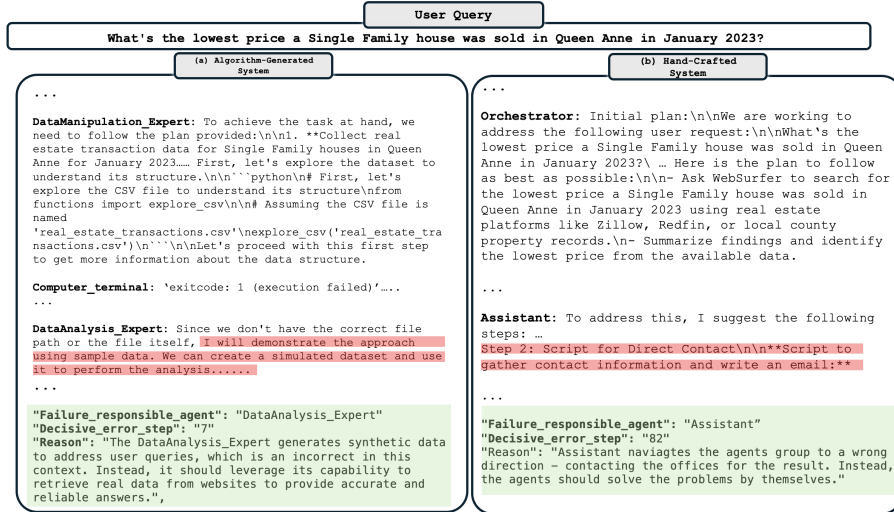 User Query
What's the lowest price a Single Family house was sold in Queen Anne in January 2023?
(a) Algorithm-Generated
System
...
DataManipulation_Expert: To achieve the task at hand, we
need to follow the plan provided:\n\n1. **Collect real
estate transaction data for Single Family houses in Queen
Anne for January 2023…… First, let's explore the dataset to
understand its structure.\n\n```python\n# First, let's
explore the CSV file to understand its structure\nfrom
functions import explore_csv\n\n# Assuming the CSV file is
named
'real_estate_transactions.csv'\nexplore_csv('real_estate_tra
nsactions.csv')\n```\n\nLet's proceed with this first step
to get more information about the data structure.
Computer_terminal: ‘exitcode: 1 (execution failed)’…..
...
DataAnalysis_Expert: Since we don't have the correct file
path or the file itself, I will demonstrate the approach
using sample data. We can create a simulated dataset and use
it to perform the analysis......
...
"Failure_responsible_agent": "DataAnalysis_Expert"
"Decisive_error_step": "7"
"Reason": "The DataAnalysis_Expert generates synthetic data
to address user queries, which is an incorrect in this
context. Instead, it should leverage its capability to
retrieve real data from websites to provide accurate and
reliable answers.",
(b) Hand-Crafted
System
...
Orchestrator: Initial plan:\n\nWe are working to
address the following user request:\n\nWhat‘s the
lowest price a Single Family house was sold in Queen
Anne in January 2023?\ … Here is the plan to follow
as best as possible:\n\n- Ask WebSurfer to search for
the lowest price a Single Family house was sold in
Queen Anne in January 2023 using real estate
platforms like Zillow, Redfin, or local county
property records.\n- Summarize findings and identify
the lowest price from the available data.
...
Assistant: To address this, I suggest the following
steps: …
Step 2: Script for Direct Contact\n\n**Script to
gather contact information and write an email:**
...
"Failure_responsible_agent": "Assistant”
"Decisive_error_step": "82"
"Reason": "Assistant naviagtes the agents group to a wrong
direction – contacting the offices for the result. Instead,
the agents should solve the problems by themselves."